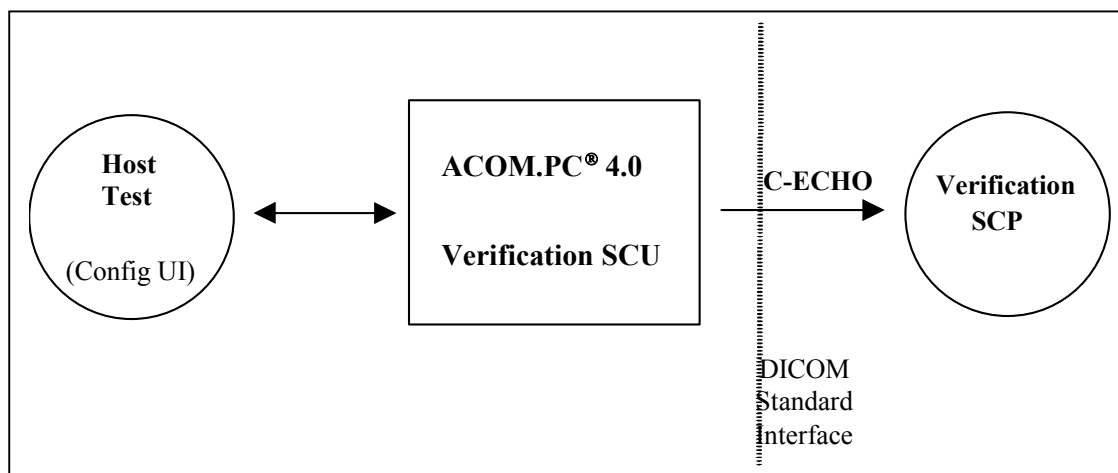 Host
Test
(Config UI)
ACOM.PC® 4.0
Verification SCU
C-ECHO
Verification
SCP
DICOM
Standard
Interface